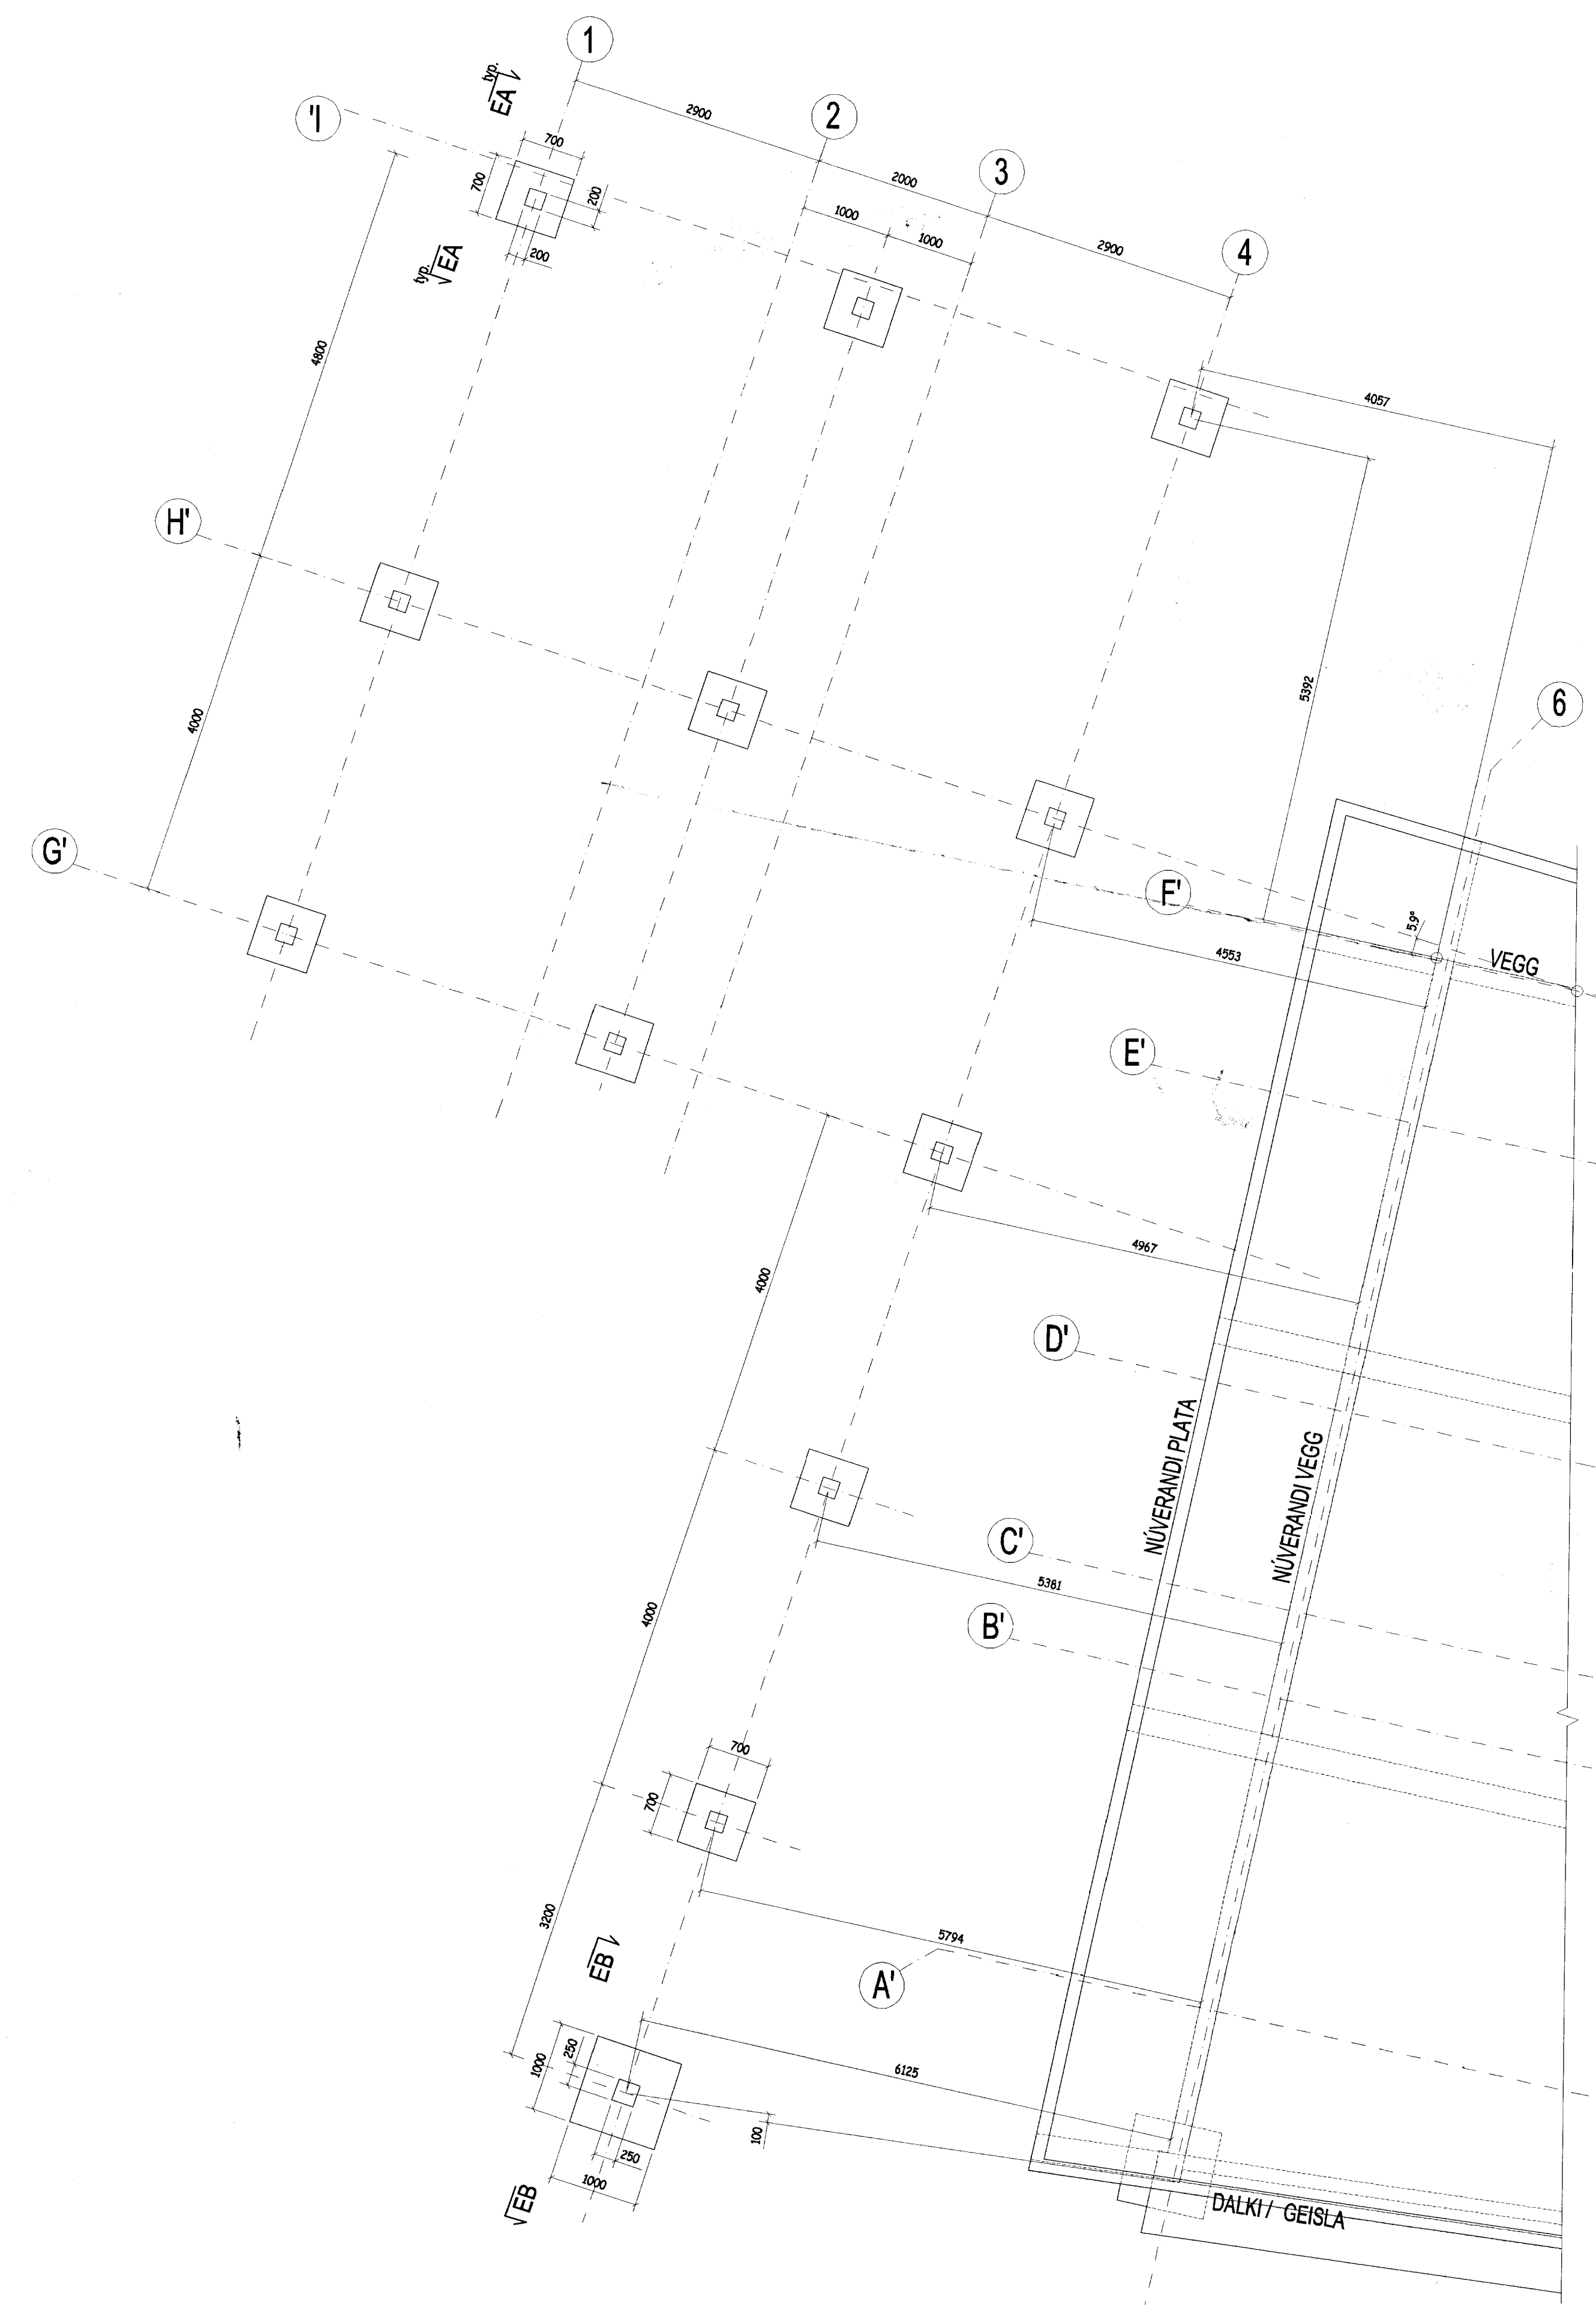 1
typ.
EA
2900
2
'I
700
2000
3
700
200
1000
1000
2900
4
typ.
EA
200
4800
4057
H'
5392
6
4000
G'
F'
5,9°
VEGG
4553
E'
4967
4000
D'
NÚVERANDI PLATA
NÚVERANDI VEGG
C'
5381
4000
B'
700
700
3200
5794
EB
A'
250
1000
6125
100
250
1000
EB
DALKI / GEISLA